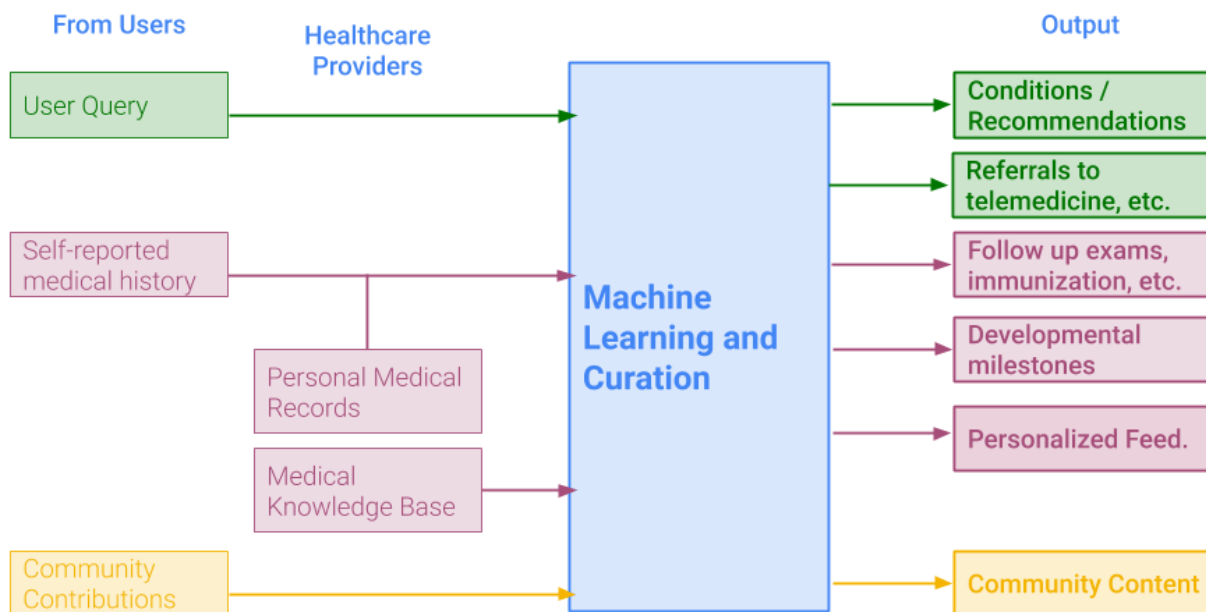 From Users
Healthcare
Providers
Output
User Query
Self-reported
medical history
Personal Medical
Records
Medical
Knowledge Base
Community
Contributions
Machine
Learning and
Curation
Conditions /
Recommendations
Referrals to
telemedicine, etc.
Follow up exams,
immunization, etc.
Developmental
milestones
Personalized Feed.
Community Content